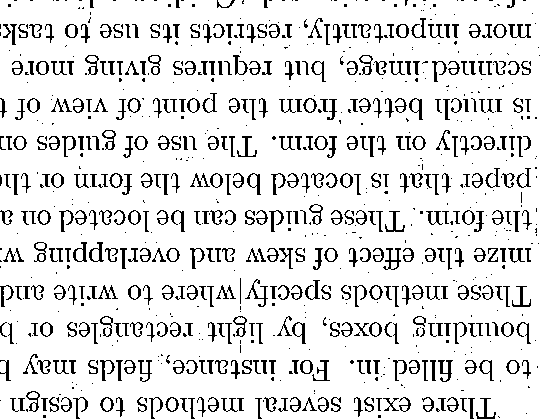 There exist several methods to design
to be filled in. For instance, fields may b
bounding boxes, by light rectangles or b
These methods specify where to write and
mize the effect of skew and overlapping w
the form. These guides can be located on a
paper that is located below the form or the
directly on the form. The use of guides on
is much better from the point of view of t
scanned image, but requires giving more
more importantly, restricts its use to tasks